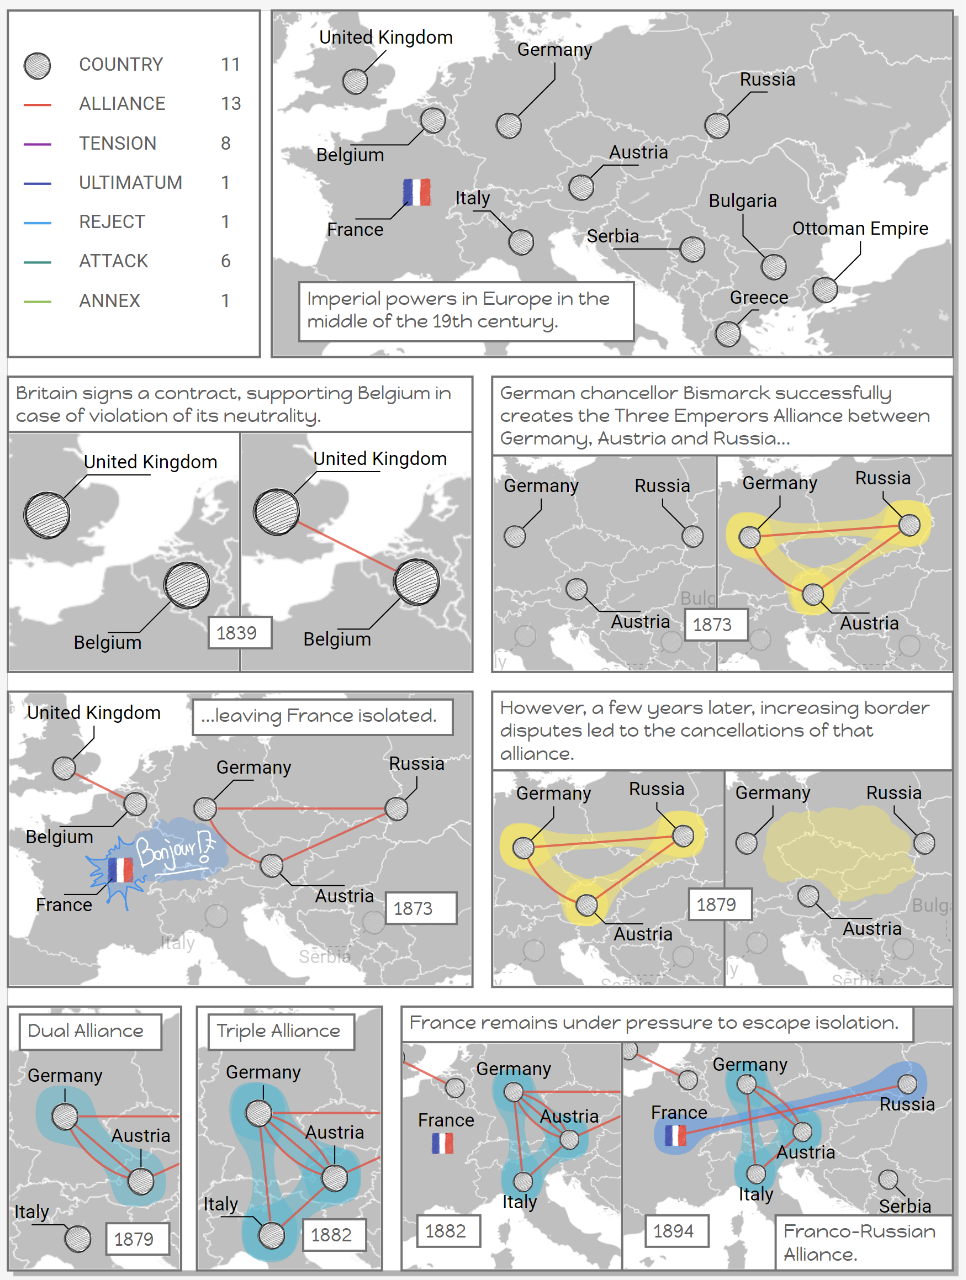 COUNTRY 11
ALLIANCE 13
TENSION 8
ULTIMATUM 1
REJECT 1
ATTACK 6
ANNEX 1
United Kingdom
Germany
Russia
Belgium
Austria
France
Italy
Bulgaria
Serbia
Ottoman Empire
Greece
Imperial powers in Europe in the
middle of the 19th century.
Britain signs a contract, supporting Belgium in
case of violation of its neutrality.
United Kingdom
Belgium
1839
United Kingdom
Belgium
German chancellor Bismarck successfully
creates the Three Emperors Alliance between
Germany, Austria and Russia...
Germany
Russia
Bulg
Austria
ly
1873
Germany
Russia
Austria
...leaving France isolated.
United Kingdom
Germany
Russia
Belgium
Bonjour!?
France
Austria
1873
Italy
Serbia
However, a few years later, increasing border
disputes led to the cancellations of that
alliance.
Germany
Russia
Austria
1879
Germany
Russia
Bulg
Austria
ly
Serbia
Dual Alliance
Germany
Austria
Italy
1879
Triple Alliance
Germany
Austria
Italy
1882
France remains under pressure to escape isolation.
Germany
France
Austria
Italy
1882
Germany
France
Russia
Austria
Italy
Serbia
1894
Franco-Russian
Alliance.